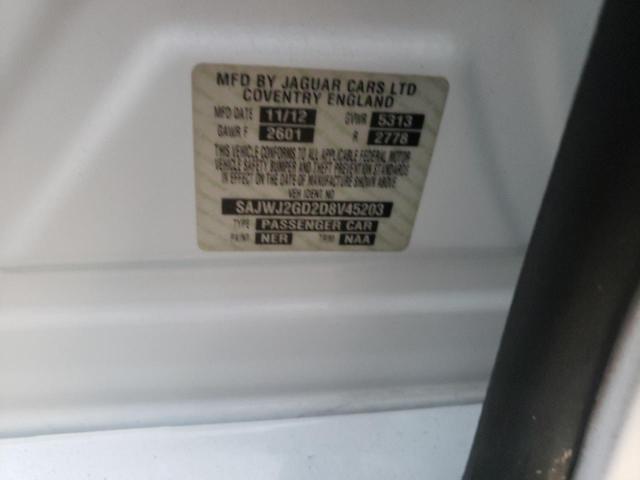 MFD BY JAGUAR CARS LTD
COVENTRY ENGLAND
MFD DATE 11/12 GVWR 5313
GAWR F 2601 R 2778
THIS VEHICLE CONFORMS TO ALL APPLICABLE FEDERAL MOTOR
VEHICLE SAFETY BUMPER AND THEFT PREVENTION STANDARDS
IN EFFECT ON THE DATE OF MANUFACTURE SHOWN ABOVE
VEH IDENT NO
SAJWJ2GD2D8V45203
TYPE PASSENGER CAR
PAINT NER TRIM NAA